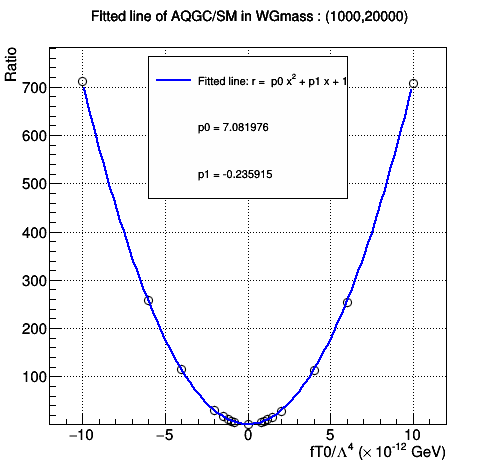 FItted line of AQGC/SM in WGmass : (1000,20000)
Ratio
Fitted line: r = p0 x² + p1 x + 1
p0 = 7.081976
p1 = -0.235915
700
600
500
400
300
200
100
−10 −5 0 5 10
fT0/Λ⁴ (× 10⁻¹² GeV)